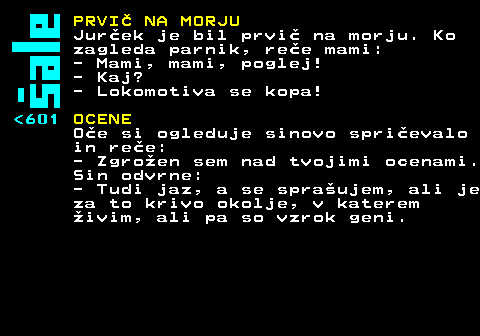 Šale
<601
PRVIČ NA MORJU
Jurček je bil prvič na morju. Ko
zagleda parnik, reče mami:
- Mami, mami, poglej!
- Kaj?
- Lokomotiva se kopa!
OCENE
Oče si ogleduje sinovo spričevalo
in reče:
- Zgrožen sem nad tvojimi ocenami.
Sin odvrne:
- Tudi jaz, a se sprašujem, ali je
za to krivo okolje, v katerem
živim, ali pa so vzrok geni.